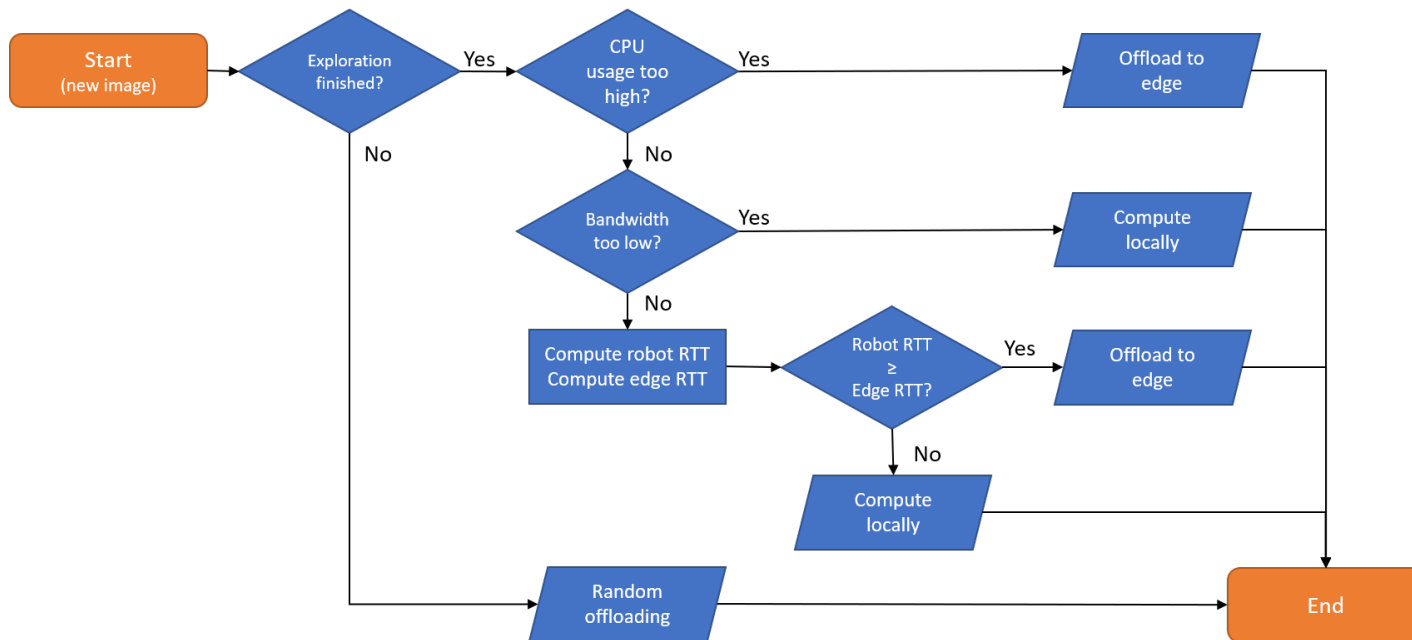 Start
(new image)
Exploration
finished?
Yes
CPU
usage too
high?
Yes
Offload to
edge
No
No
Bandwidth
too low?
Yes
Compute
locally
No
Compute robot RTT
Compute edge RTT
Robot RTT
≥
Edge RTT?
Yes
Offload to
edge
No
Compute
locally
Random
offloading
End